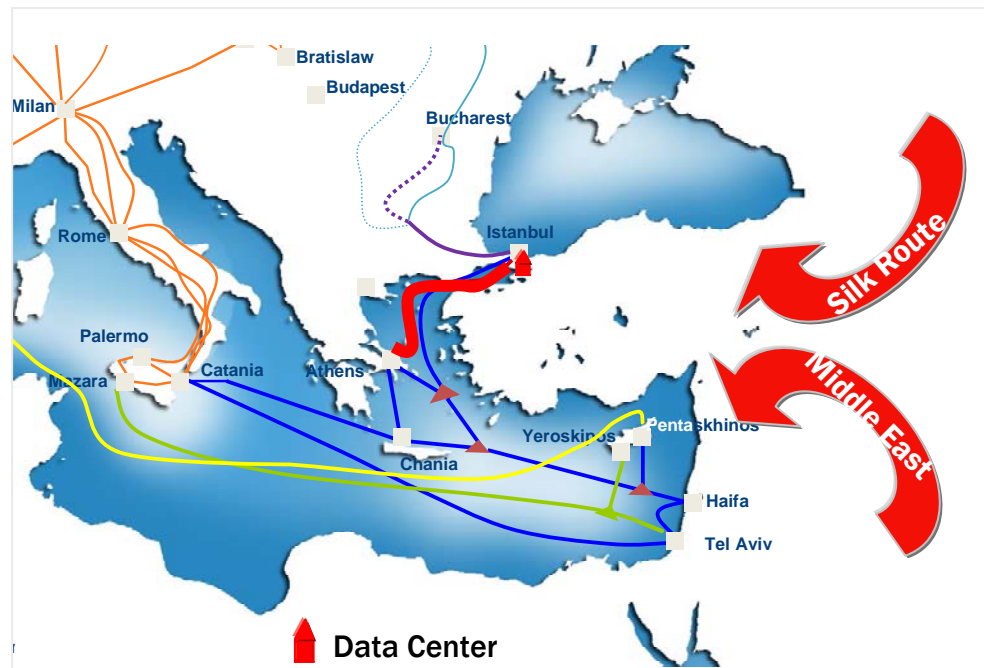 Bratislaw
Budapest
Milan
Bucharest
Rome
Istanbul
Silk Route
Palermo
Mazara
Catania
Athens
Middle East
Yeroskinos
Pentaskhinos
Chania
Haifa
Tel Aviv
Data Center